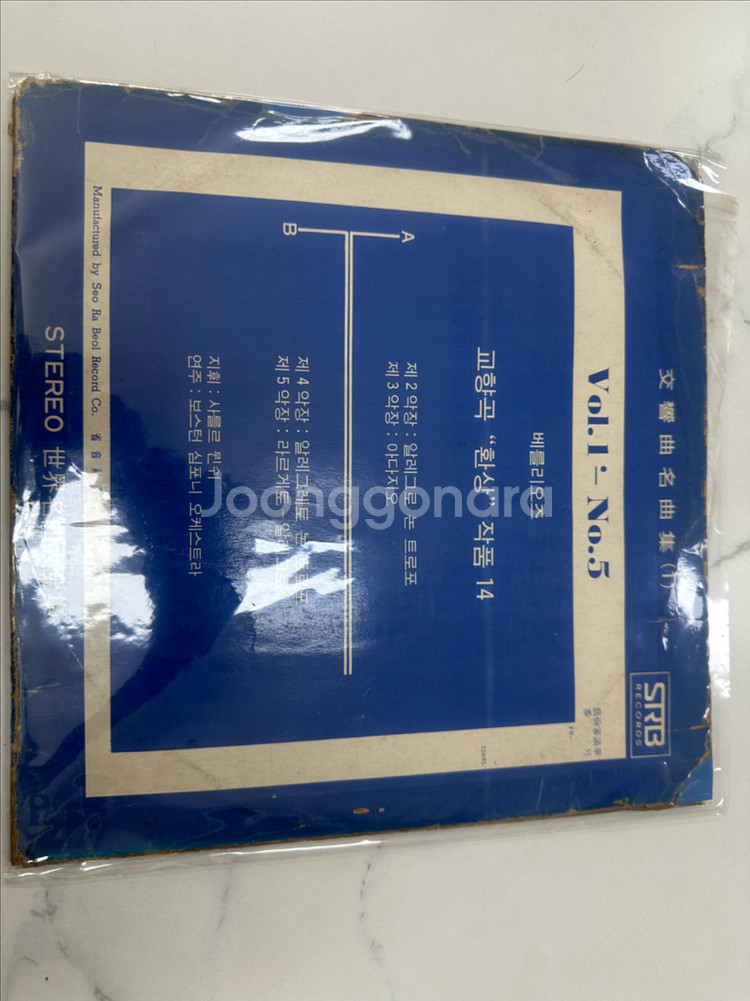 交響曲名曲集(1)
SRB
RECORDS
Vol.1 - No.5
베를리오즈
교향곡 “환상” 작품 14
A
제 2 악장 : 알레그로 논 트로포
제 3 악장 : 아다지오
B
제 4 악장 : 알레그레토 논
제 5 악장 : 라르게토
지휘 : 샤를르 뮌쉬
연주 : 보스턴 심포니 오케스트라
Manufactured by Seo Ra Beol Record Co.
STEREO 世界
Joonggonara